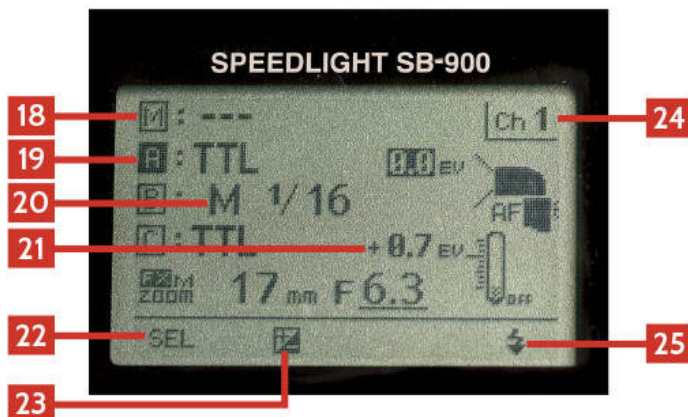 SPEEDLIGHT SB-900
18 M : --- Ch 1 24
19 A : TTL 0.0 EV
20 B : M 1/16 AF
21 C : TTL +0.7 EV
FX M ZOOM 17 mm F 6.3 OFF
22 SEL 25
23